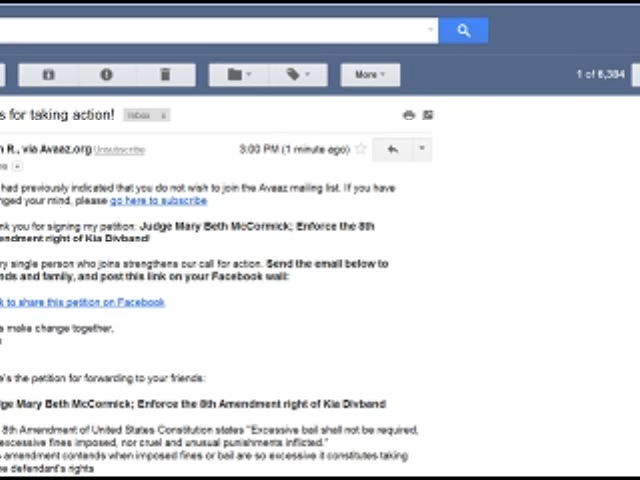 More
1 of 6,384
s for taking action! Inbox x
n R., via Avaaz.org Unsubscribe 3:00 PM (1 minute ago)
had previously indicated that you do not wish to join the Avaaz mailing list. If you have
nged your mind, please go here to subscribe
nk you for signing my petition: Judge Mary Beth McCormick; Enforce the 8th
endment right of Kia Divband!
ry single person who joins strengthens our call for action. Send the email below to
nds and family, and post this link on your Facebook wall:
k to share this petition on Facebook
s make change together,
e's the petition for forwarding to your friends:
ge Mary Beth McCormick; Enforce the 8th Amendment right of Kia Divband
8th Amendment of United States Constitution states "Excessive bail shall not be required,
excessive fines imposed, nor cruel and unusual punishments inflicted."
amendment contends when imposed fines or bail are so excessive it constitutes taking
e defendant's rights